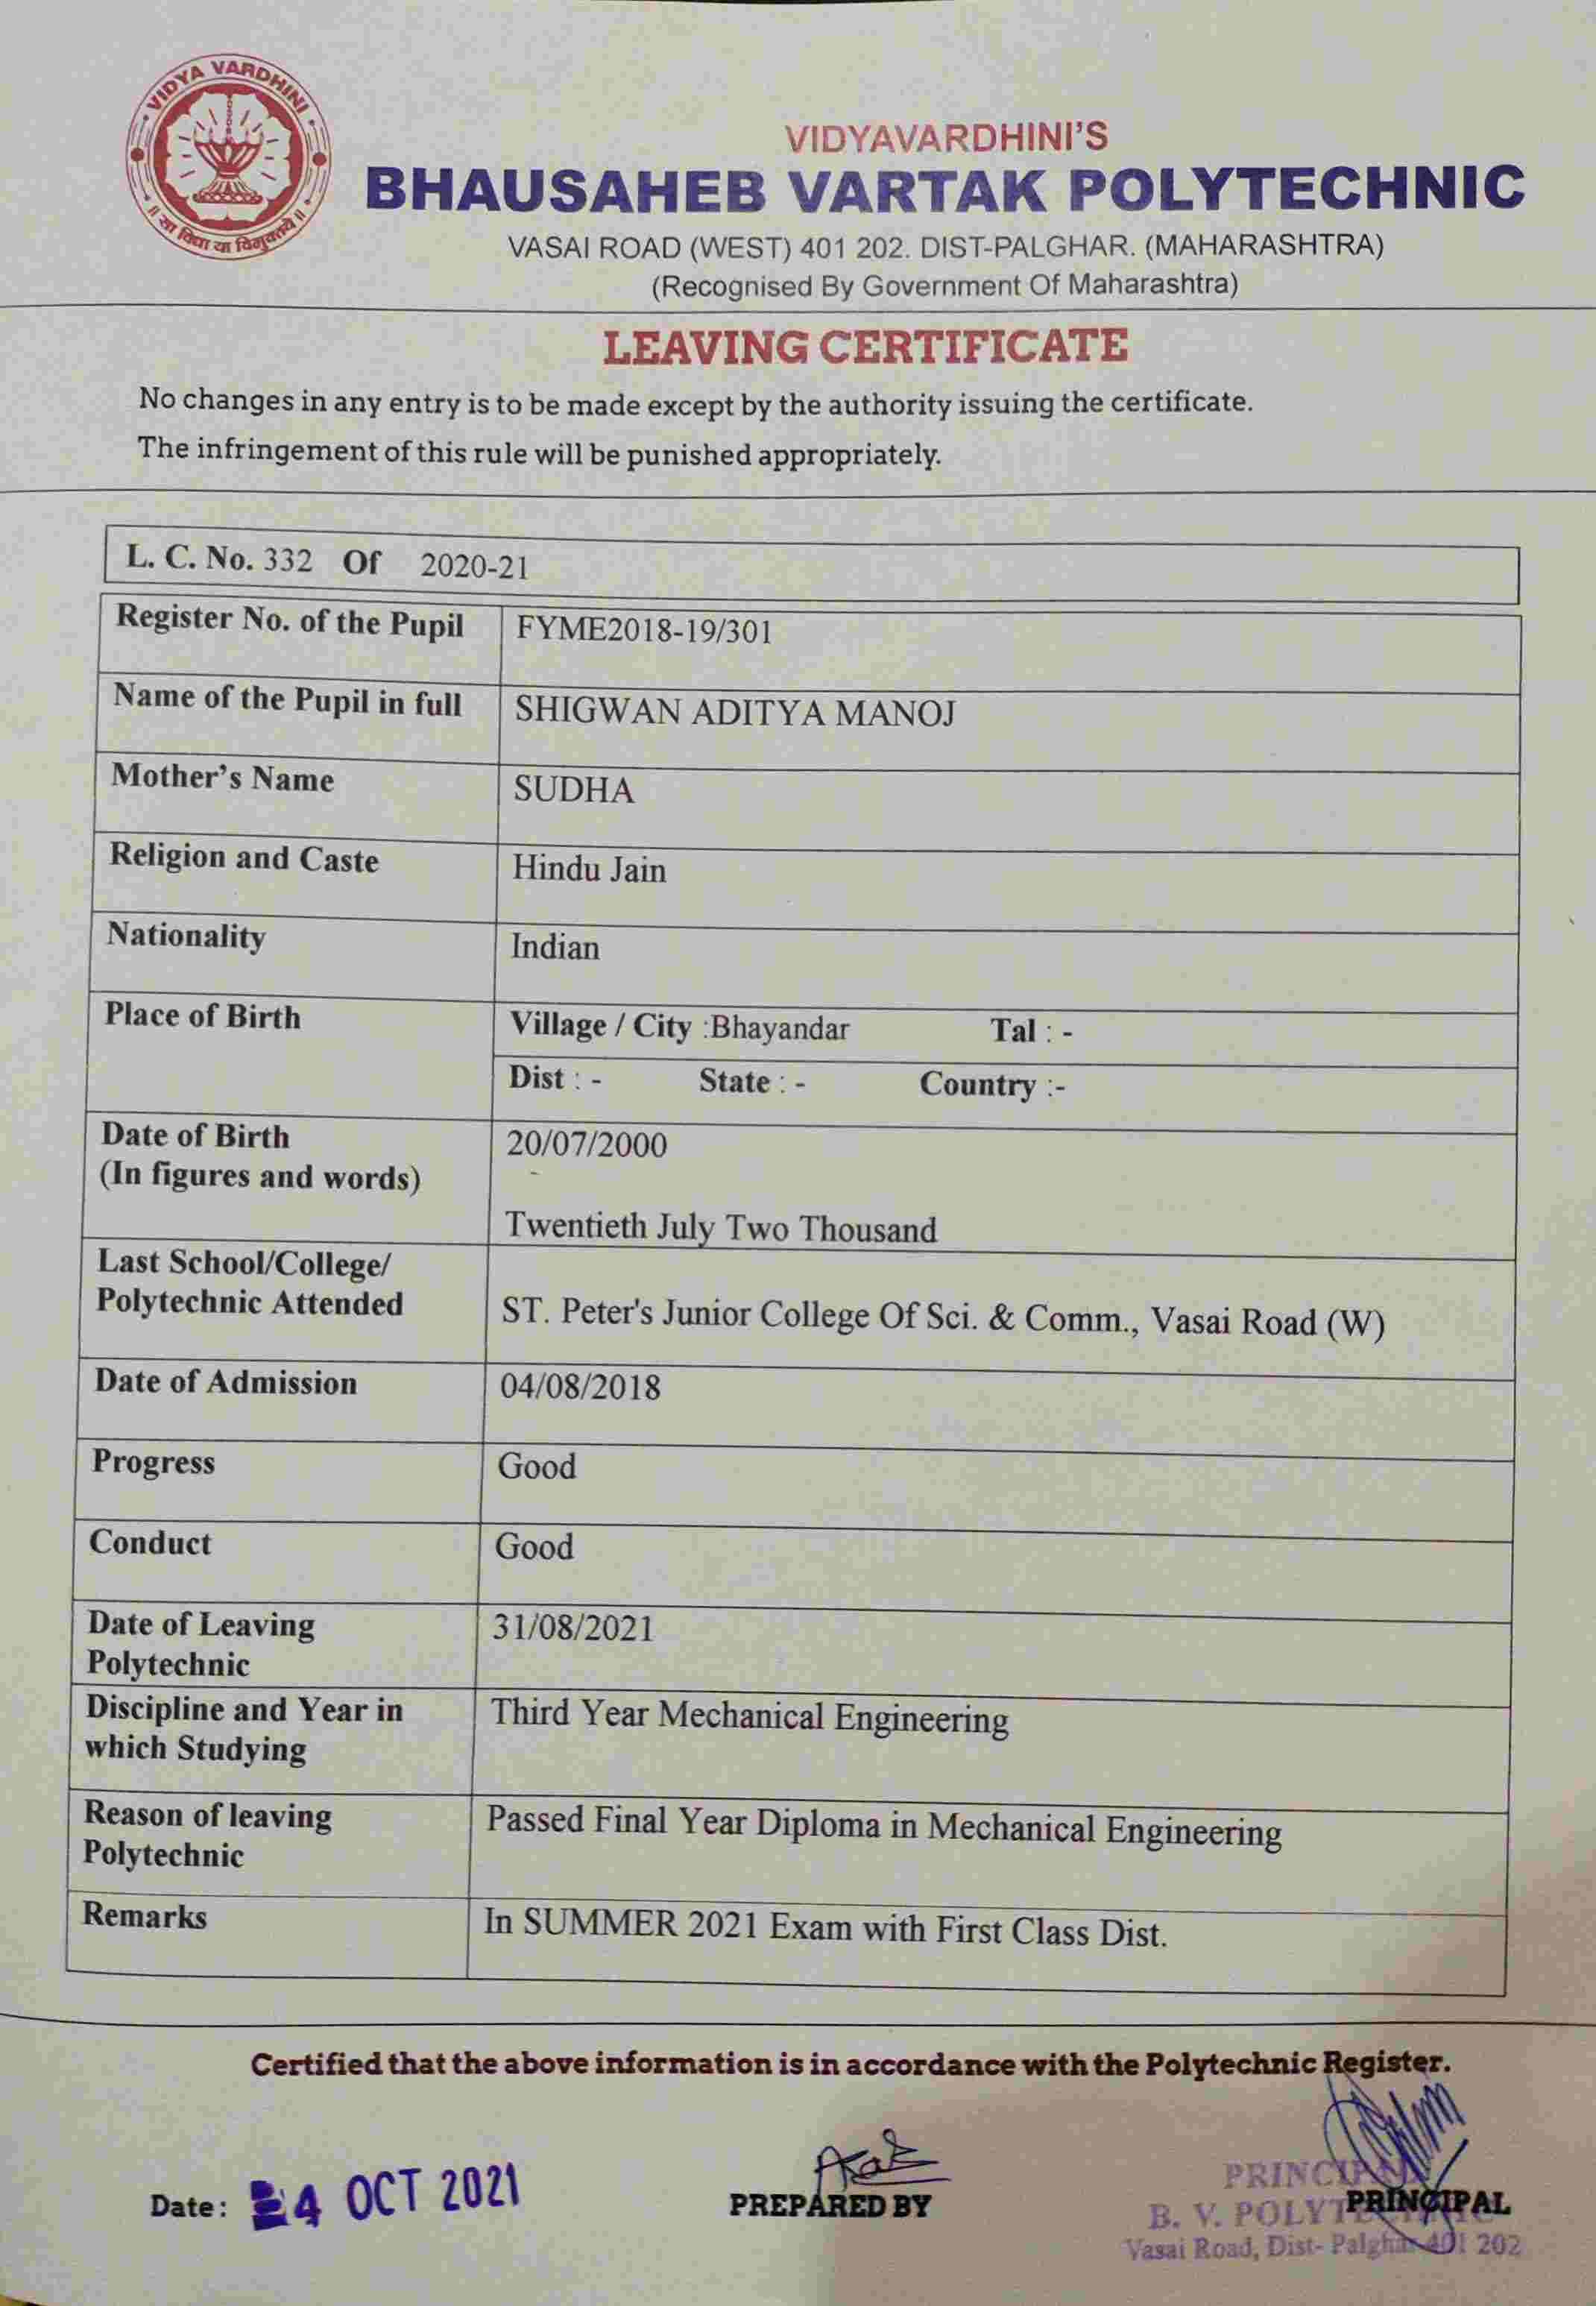 VIDYA VARDHINI
॥ सा विद्या या विमुक्तये ॥
VIDYAVARDHINI'S
BHAUSAHEB VARTAK POLYTECHNIC
VASAI ROAD (WEST) 401 202. DIST-PALGHAR. (MAHARASHTRA)
(Recognised By Government Of Maharashtra)
LEAVING CERTIFICATE
No changes in any entry is to be made except by the authority issuing the certificate.
The infringement of this rule will be punished appropriately.
L. C. No. 332 Of 2020-21
Register No. of the Pupil FYME2018-19/301
Name of the Pupil in full SHIGWAN ADITYA MANOJ
Mother's Name SUDHA
Religion and Caste Hindu Jain
Nationality Indian
Place of Birth Village / City :Bhayandar Tal : -
Dist : - State : - Country :-
Date of Birth 20/07/2000
(In figures and words)
Twentieth July Two Thousand
Last School/College/
Polytechnic Attended ST. Peter's Junior College Of Sci. & Comm., Vasai Road (W)
Date of Admission 04/08/2018
Progress Good
Conduct Good
Date of Leaving 31/08/2021
Polytechnic
Discipline and Year in Third Year Mechanical Engineering
which Studying
Reason of leaving Passed Final Year Diploma in Mechanical Engineering
Polytechnic
Remarks In SUMMER 2021 Exam with First Class Dist.
Certified that the above information is in accordance with the Polytechnic Register.
Date: 4 OCT 2021
PREPARED BY
PRINCIPAL
PRINCIPAL
B. V. POLYTECHNIC
Vasai Road, Dist- Palghar 401 202